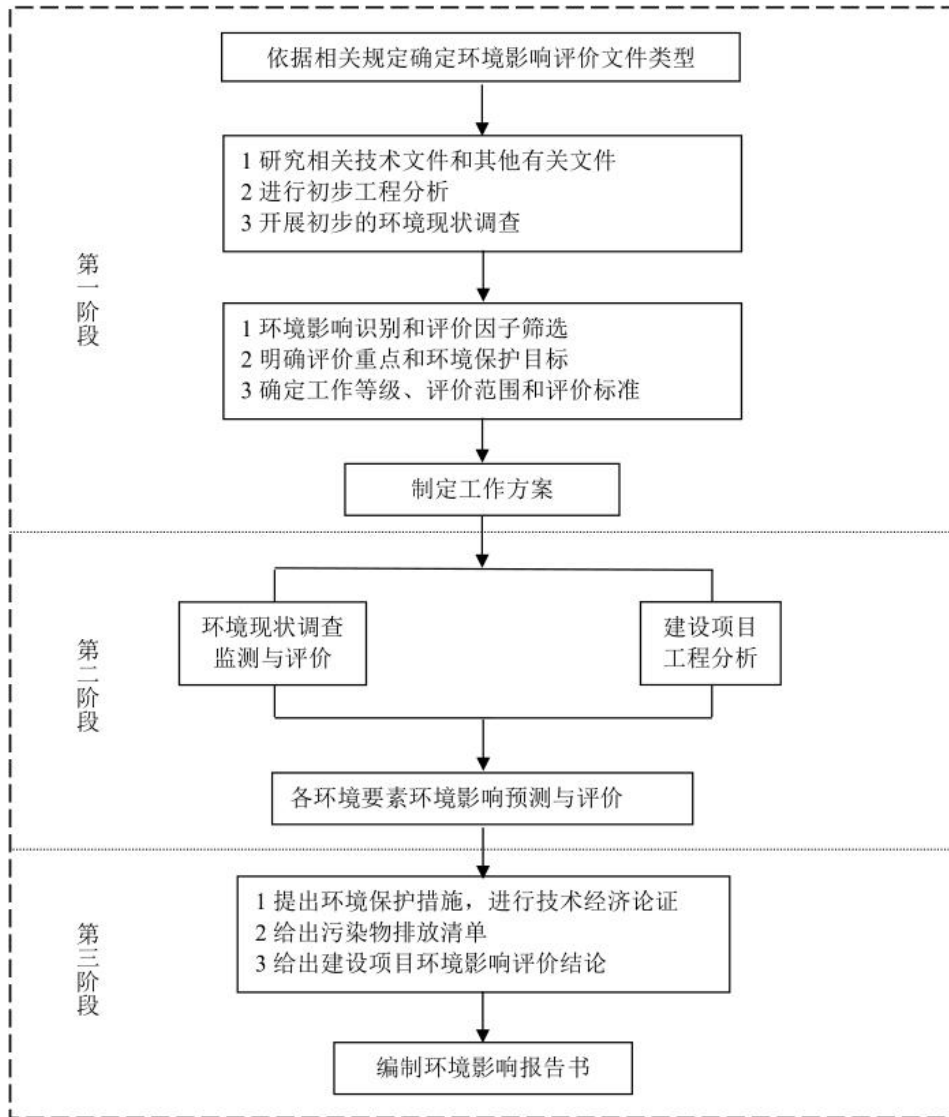 依据相关规定确定环境影响评价文件类型
1 研究相关技术文件和其他有关文件
2 进行初步工程分析
3 开展初步的环境现状调查
第一阶段
1 环境影响识别和评价因子筛选
2 明确评价重点和环境保护目标
3 确定工作等级、评价范围和评价标准
制定工作方案
第二阶段
环境现状调查
监测与评价
建设项目
工程分析
各环境要素环境影响预测与评价
第三阶段
1 提出环境保护措施，进行技术经济论证
2 给出污染物排放清单
3 给出建设项目环境影响评价结论
编制环境影响报告书